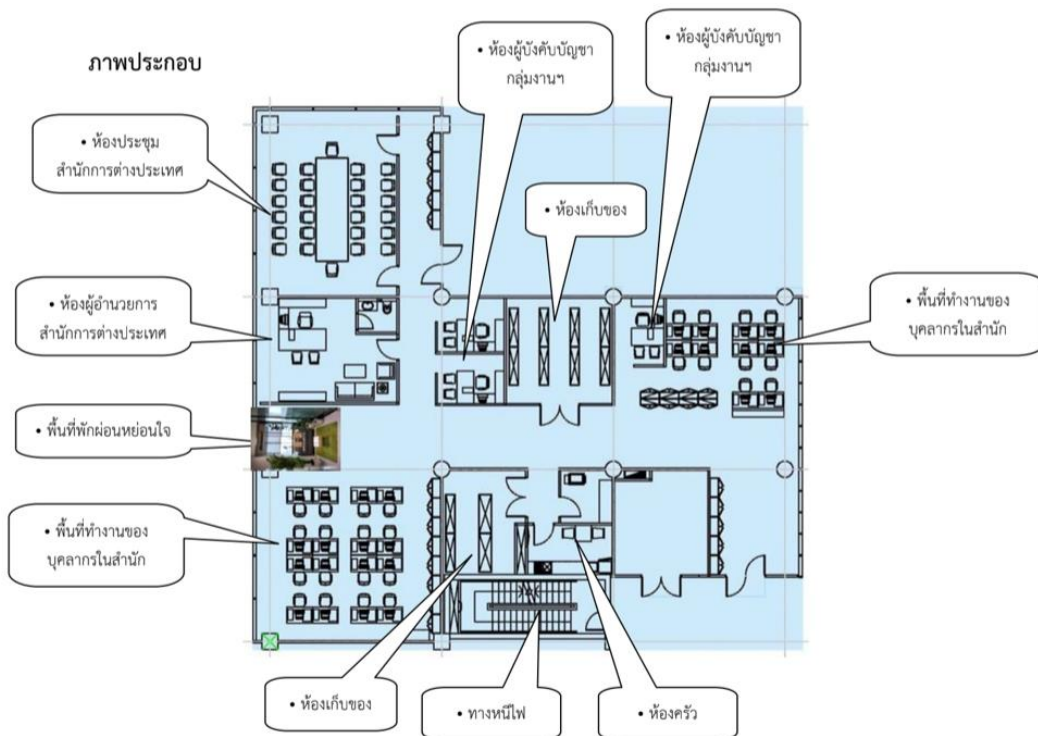 ภาพประกอบ
• ห้องผู้บังคับบัญชา
กลุ่มงานฯ
• ห้องผู้บังคับบัญชา
กลุ่มงานฯ
• ห้องประชุม
สำนักการต่างประเทศ
• ห้องเก็บของ
• ห้องผู้อำนวยการ
สำนักการต่างประเทศ
• พื้นที่ทำงานของ
บุคลากรในสำนัก
• พื้นที่พักผ่อนหย่อนใจ
• พื้นที่ทำงานของ
บุคลากรในสำนัก
• ห้องเก็บของ
• ทางหนีไฟ
• ห้องครัว